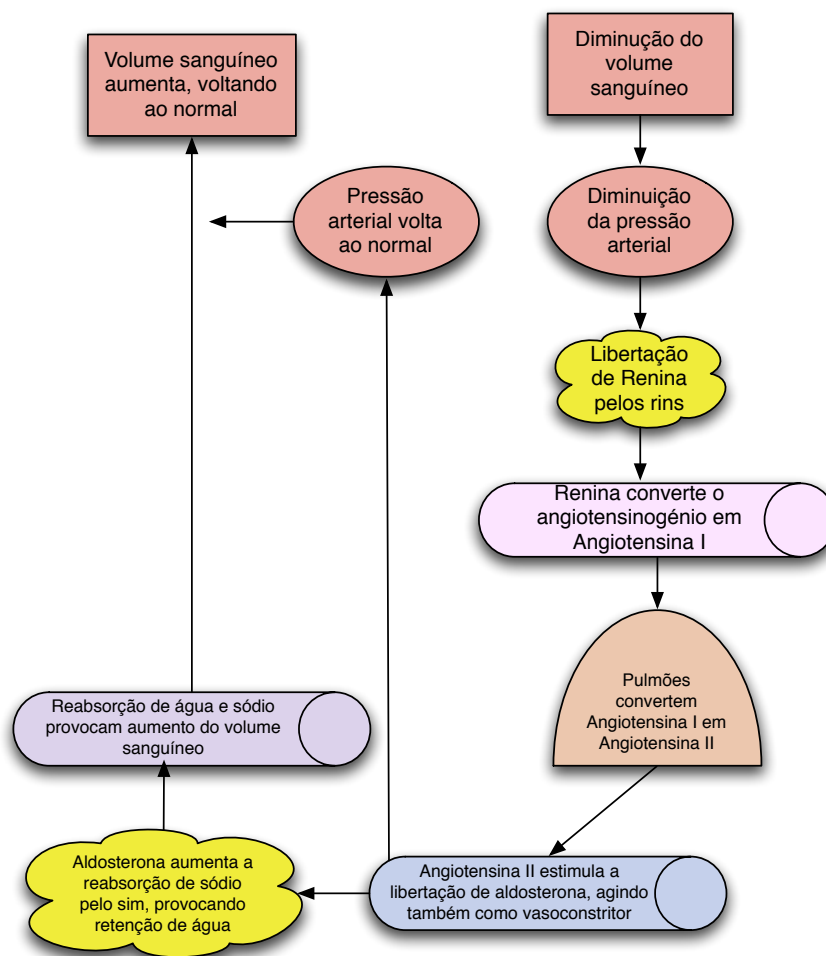 Diminução do
volume
sanguíneo
Diminuição
da pressão
arterial
Libertação
de Renina
pelos rins
Renina converte o
angiotensinogénio em
Angiotensina I
Pulmões
convertem
Angiotensina I em
Angiotensina II
Angiotensina II estimula a
libertação de aldosterona, agindo
também como vasoconstritor
Pressão
arterial volta
ao normal
Aldosterona aumenta a
reabsorção de sódio
pelo sim, provocando
retenção de água
Reabsorção de água e sódio
provocam aumento do volume
sanguíneo
Volume sanguíneo
aumenta, voltando
ao normal